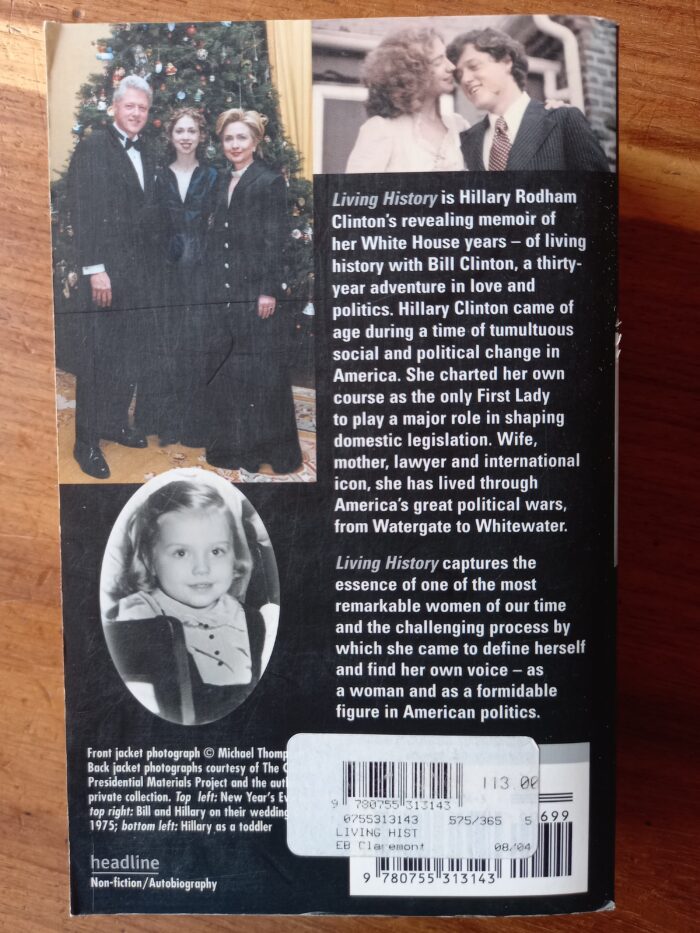 Living History is Hillary Rodham
Clinton's revealing memoir of
her White House years – of living
history with Bill Clinton, a thirty-
year adventure in love and
politics. Hillary Clinton came of
age during a time of tumultuous
social and political change in
America. She charted her own
course as the only First Lady
to play a major role in shaping
domestic legislation. Wife,
mother, lawyer and international
icon, she has lived through
America's great political wars,
from Watergate to Whitewater.
Living History captures the
essence of one of the most
remarkable women of our time
and the challenging process by
which she came to define herself
and find her own voice – as
a woman and as a formidable
figure in American politics.
Front jacket photograph © Michael
Back jacket photographs courtesy of The
Presidential Materials Project and the
private collection. Top left: New Year's
top right: Bill and Hillary on their wedding
1975; bottom left: Hillary as a toddler
headline
Non-fiction/Autobiography
113.00
9 780755 313143
0755313143 575/365 5
LIVING HIST
EB Claremont 08/04
699
9 780755 313143